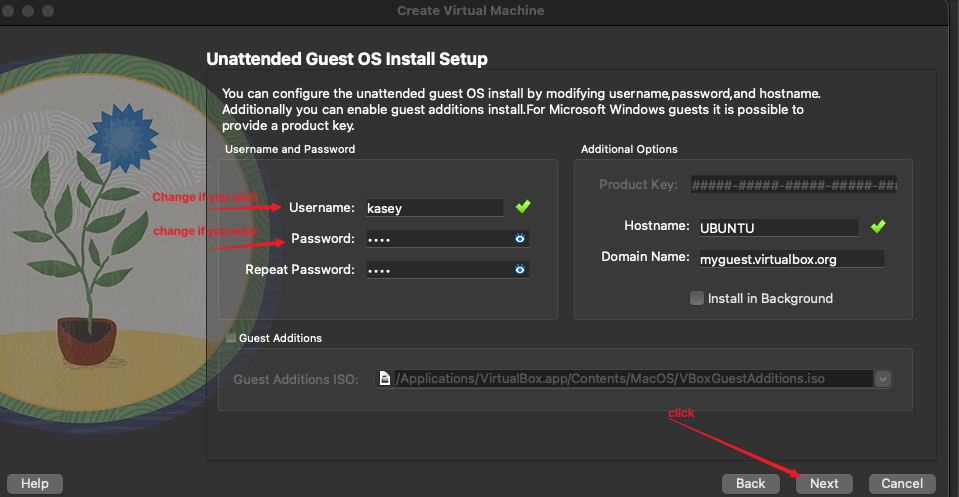 Create Virtual Machine
Unattended Guest OS Install Setup
You can configure the unattended guest OS install by modifying username,password,and hostname.
Additionally you can enable guest additions install.For Microsoft Windows guests it is possible to
provide a product key.
Username and Password
Additional Options
Product Key: #####-#####-#####-#####-###
Change if you wish
Username: kasey
Hostname: UBUNTU
change if you wish
Password: ••••
Domain Name: myguest.virtualbox.org
Repeat Password: ••••
Install in Background
Guest Additions
Guest Additions ISO: /Applications/VirtualBox.app/Contents/MacOS/VBoxGuestAdditions.iso
click
Help
Back
Next
Cancel